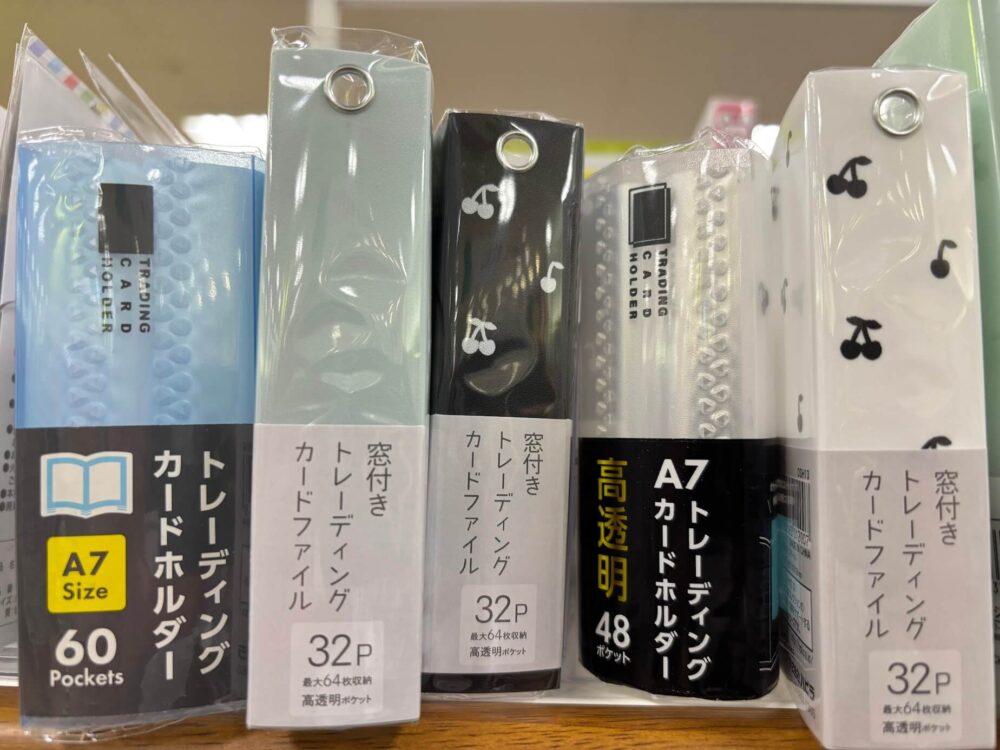 TRADING
CARD
HOLDER
トレーディング
カードホルダー
A7
Size
60
Pockets
窓付き
トレーディング
カードファイル
32P
最大64枚収納
高透明ポケット
窓付き
トレーディング
カードファイル
32P
最大64枚収納
高透明ポケット
TRADING
CARD
HOLDER
A7トレーディング
カードホルダー
高透明
48
ポケット
窓付き
トレーディング
カードファイル
32P
最大64枚収納
高透明ポケット